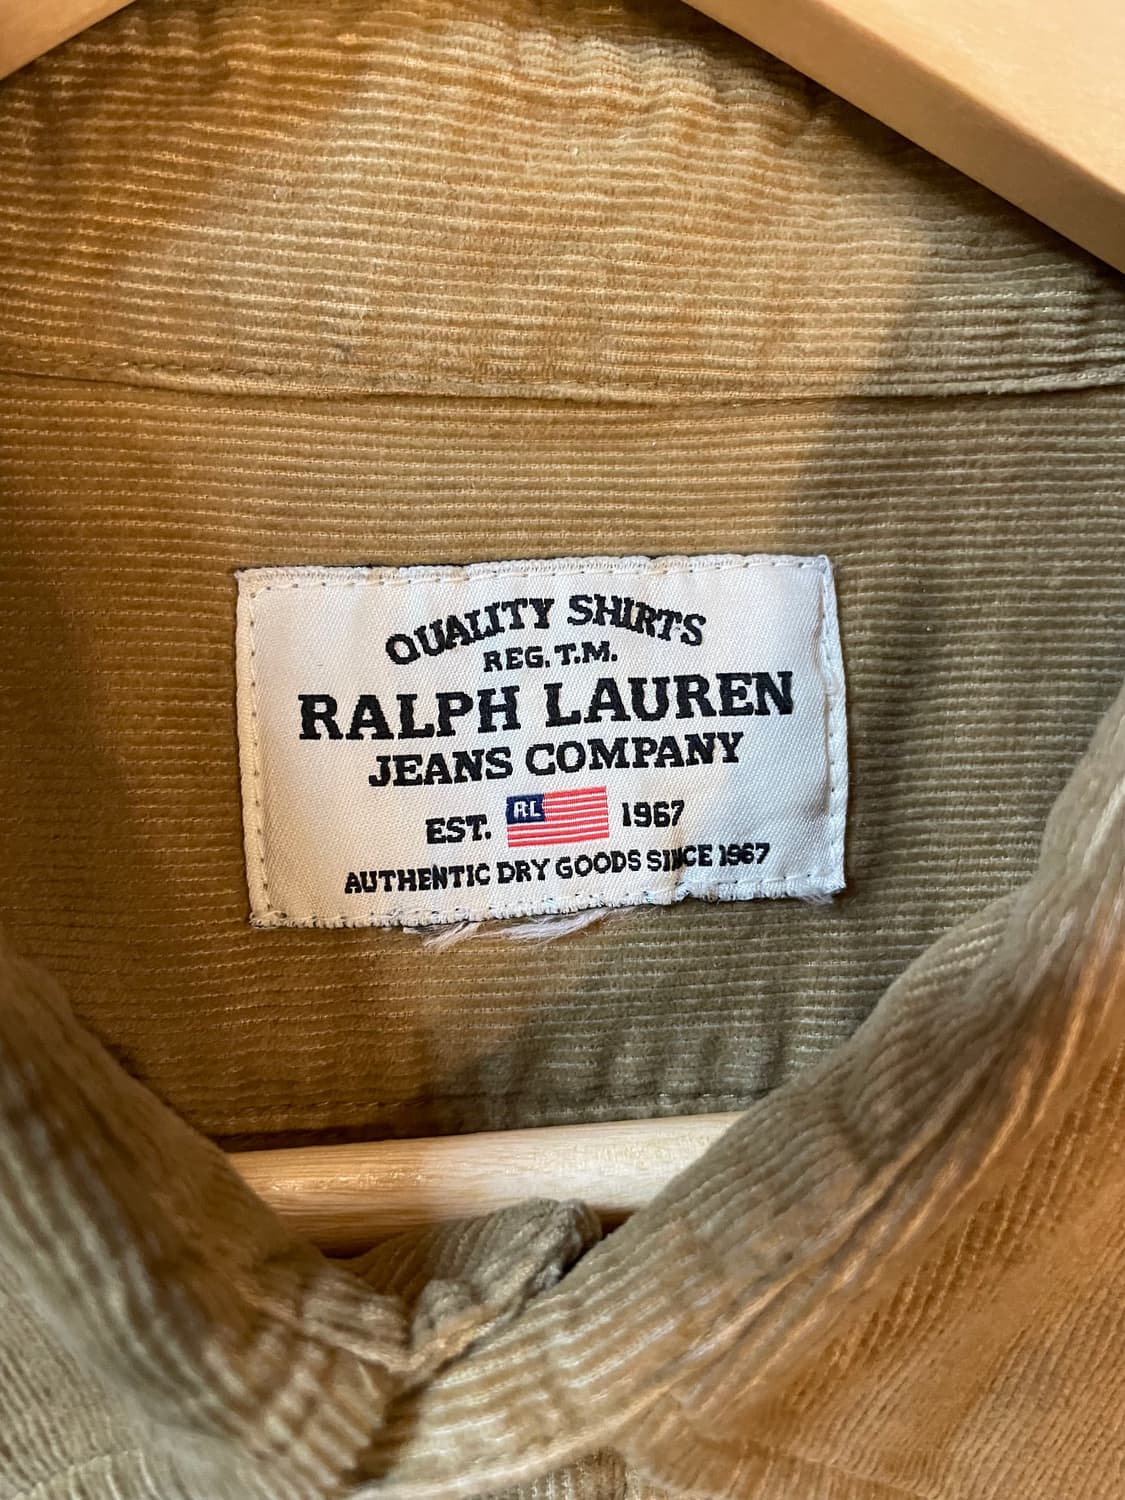 QUALITY SHIRTS
REG. T.M.
RALPH LAUREN
JEANS COMPANY
EST. RL 1967
AUTHENTIC DRY GOODS SINCE 1967